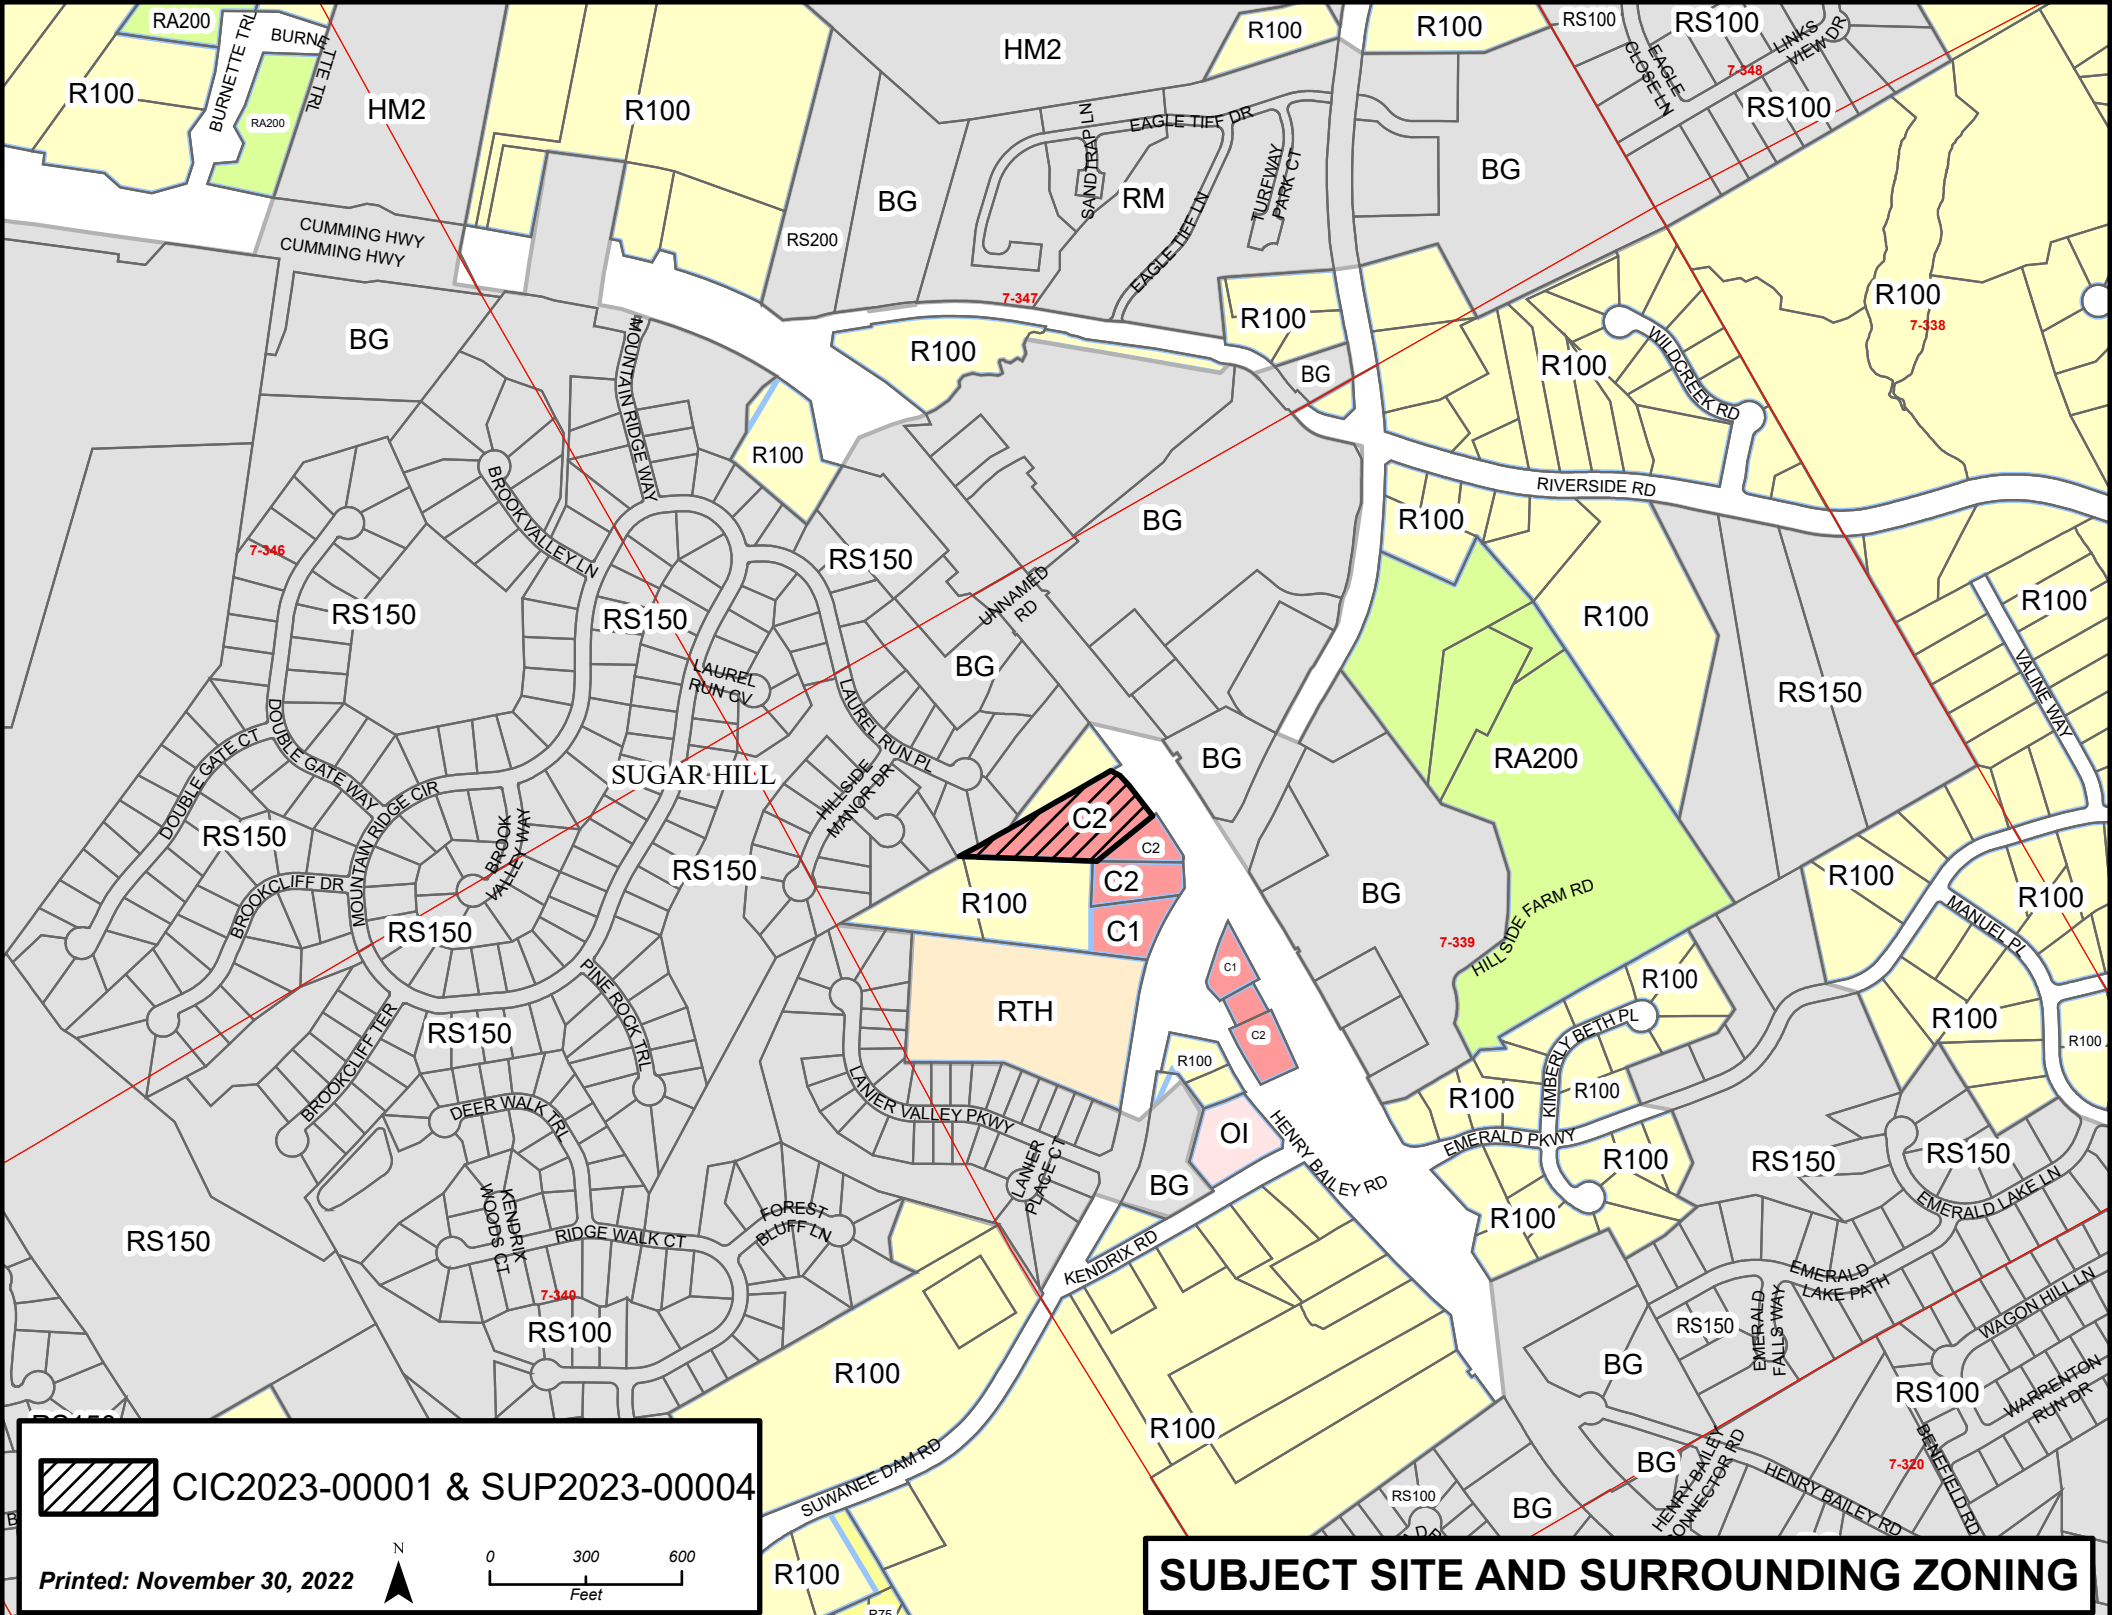 RA200
BURNE
TTE TRL
BURNETTE TRL
R100
RA200
HM2
R100
HM2
R100
R100
RS100
RS100
LINKS
VIEW DR
EAGLE
CLOSE LN
7-348
RS100
EAGLE TIFF DR
SANDTRAP LN
RM
EAGLE TIFF LN
TURFWAY
PARK CT
BG
BG
RS200
CUMMING HWY
CUMMING HWY
7-347
R100
7-338
BG
R100
R100
BG
R100
WILDCREEK RD
MOUNTAIN RIDGE WAY
R100
BROOK VALLEY LN
RIVERSIDE RD
R100
BG
7-346
RS150
RS150
RS150
UNNAMED
RD
R100
R100
BG
LAUREL
RUN CV
LAUREL RUN PL
RS150
VALINE WAY
DOUBLE GATE CT
DOUBLE GATE WAY
MOUNTAIN RIDGE CIR
SUGAR HILL
HILLSIDE
MANOR DR
BG
RA200
C2
RS150
BROOK
VALLEY WAY
C2
RS150
BROOKCLIFF DR
C2
BG
R100
R100
R100
HILLSIDE FARM RD
MANUEL PL
RS150
C1
7-339
C1
PINE ROCK TRL
R100
RTH
R100
RS150
C2
R100
KIMBERLY BETH PL
BROOKCLIFF TER
R100
R100
R100
LANIER VALLEY PKWY
DEER WALK TRL
OI
HENRY BAILEY RD
EMERALD PKWY
R100
RS150
RS150
LANIER
PLACE CT
BG
R100
EMERALD LAKE LN
KENDRIX
WOODS CT
FOREST
BLUFF LN
RS150
RIDGE WALK CT
KENDRIX RD
EMERALD
LAKE PATH
7-340
RS100
RS150
EMERALD
FALLS WAY
WAGON HILL LN
R100
BG
RS100
WARRENTON
RUN DR
R100
SUWANEE DAM RD
BG
HENRY BAILEY
CONNECTOR RD
HENRY BAILEY RD
7-320
BENEFIELD RD
RS100
BG
R100
R75
CIC2023-00001 & SUP2023-00004
Printed: November 30, 2022
N
0 300 600
Feet
SUBJECT SITE AND SURROUNDING ZONING